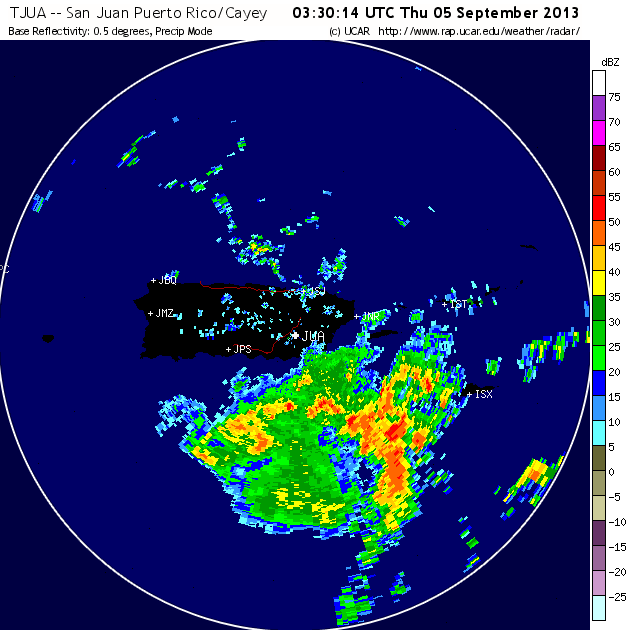 TJUA -- San Juan Puerto Rico/Cayey 03:30:14 UTC Thu 05 September 2013
Base Reflectivity: 0.5 degrees, Precip Mode (c) UCAR http://www.rap.ucar.edu/weather/radar/
dBZ
75
70
65
60
55
50
45
40
35
30
25
20
15
10
5
0
-5
-10
-15
-20
-25
+JBQ
+JSJ
+IST
+JMZ
+JNR
+JUA
+JPS
+ISX